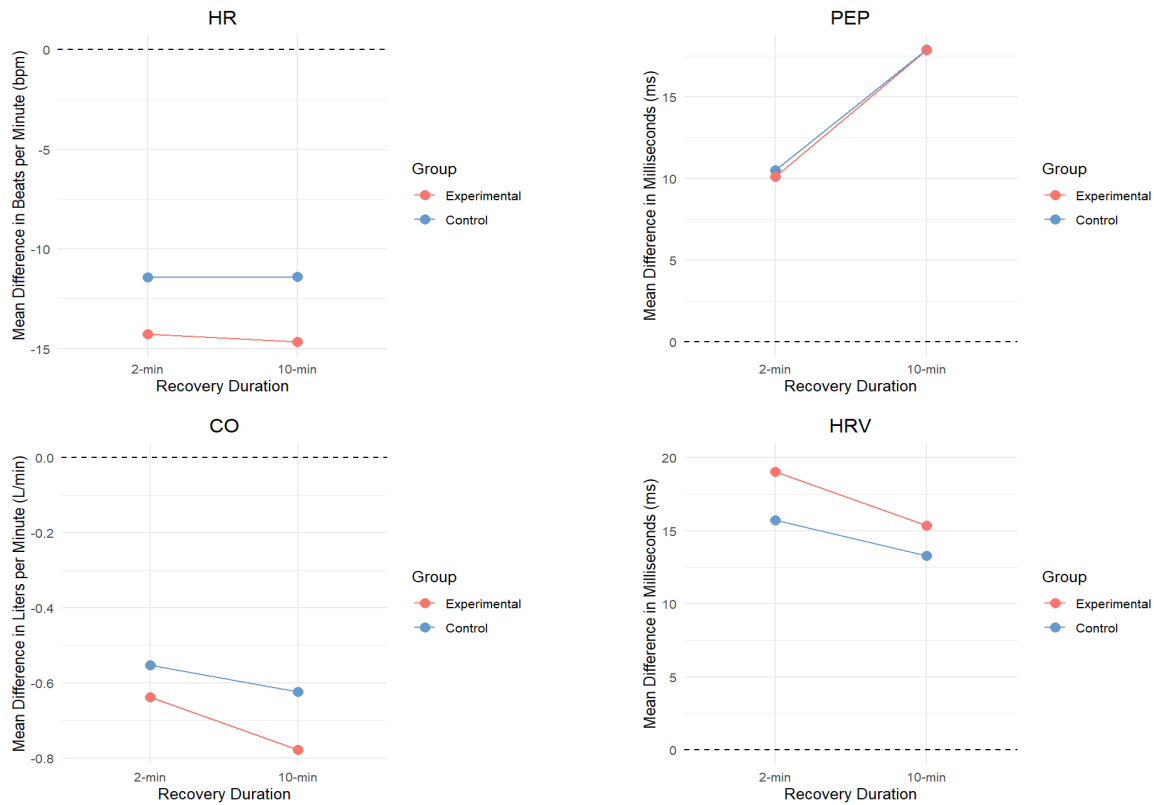 HR
Mean Difference in Beats per Minute (bpm)
0
-5
-10
-15
2-min
10-min
Recovery Duration
Group
Experimental
Control
PEP
Mean Difference in Milliseconds (ms)
15
10
5
0
2-min
10-min
Recovery Duration
Group
Experimental
Control
CO
Mean Difference in Liters per Minute (L/min)
0.0
-0.2
-0.4
-0.6
-0.8
2-min
10-min
Recovery Duration
Group
Experimental
Control
HRV
Mean Difference in Milliseconds (ms)
20
15
10
5
0
2-min
10-min
Recovery Duration
Group
Experimental
Control